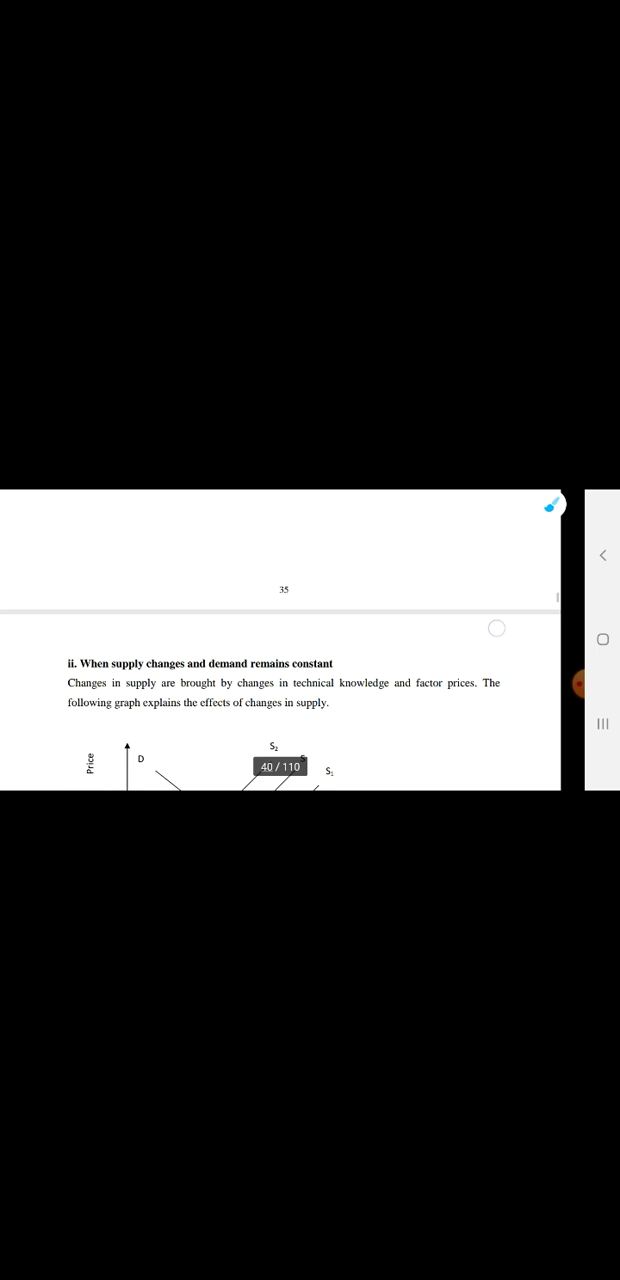 35
ii. When supply changes and demand remains constant
Changes in supply are brought by changes in technical knowledge and factor prices. The
following graph explains the effects of changes in supply.
Price
D
S₂
S
S₁
40 / 110